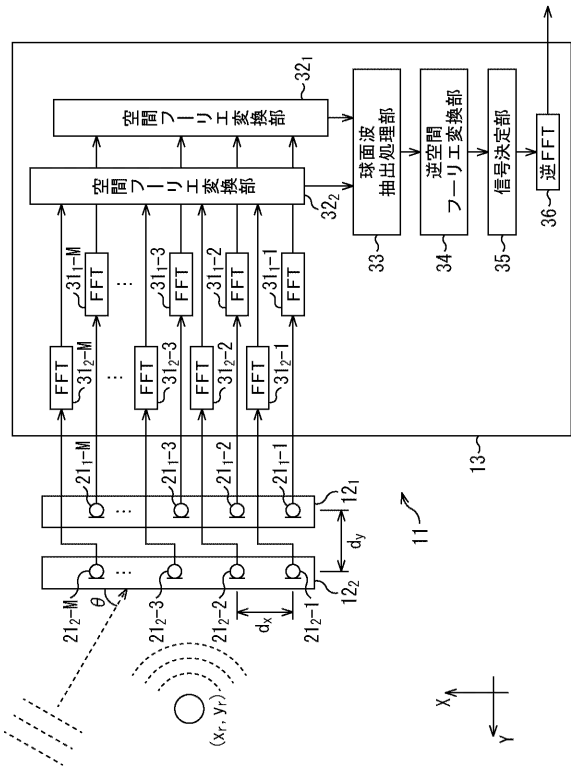 空間フーリエ変換部
32₁
空間フーリエ変換部
32₂
球面波
抽出処理部
33
逆空間
フーリエ変換部
34
信号決定部
35
逆FFT
36
FFT
31₁-M
...
FFT
31₁-3
FFT
31₁-2
FFT
31₁-1
FFT
31₂-M
...
FFT
31₂-3
FFT
31₂-2
FFT
31₂-1
13
21₁-M
...
21₁-3
21₁-2
21₁-1
12₁
dy
11
21₂-M
...
21₂-3
21₂-2
21₂-1
12₂
dx
θ
(xr, yr)
X
Y